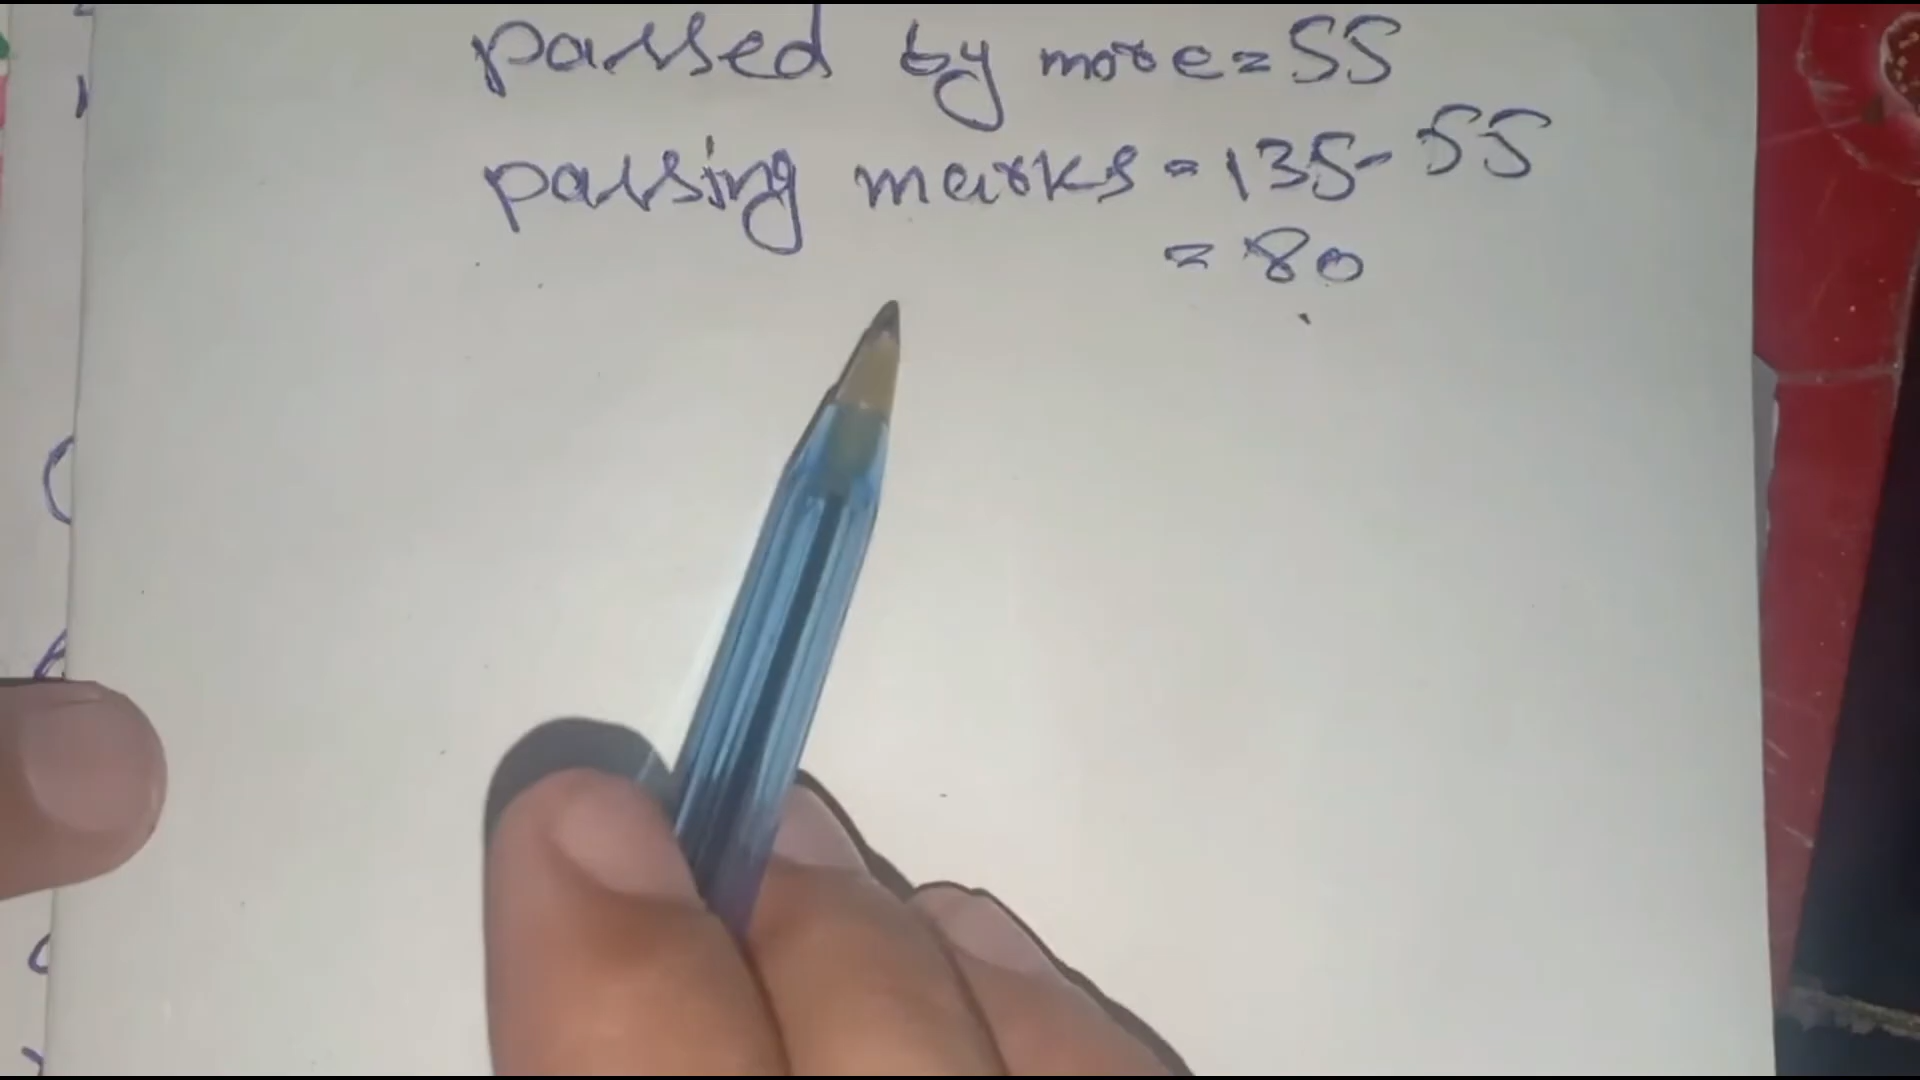 passed by more = 55
passing marks = 135 - 55
= 80